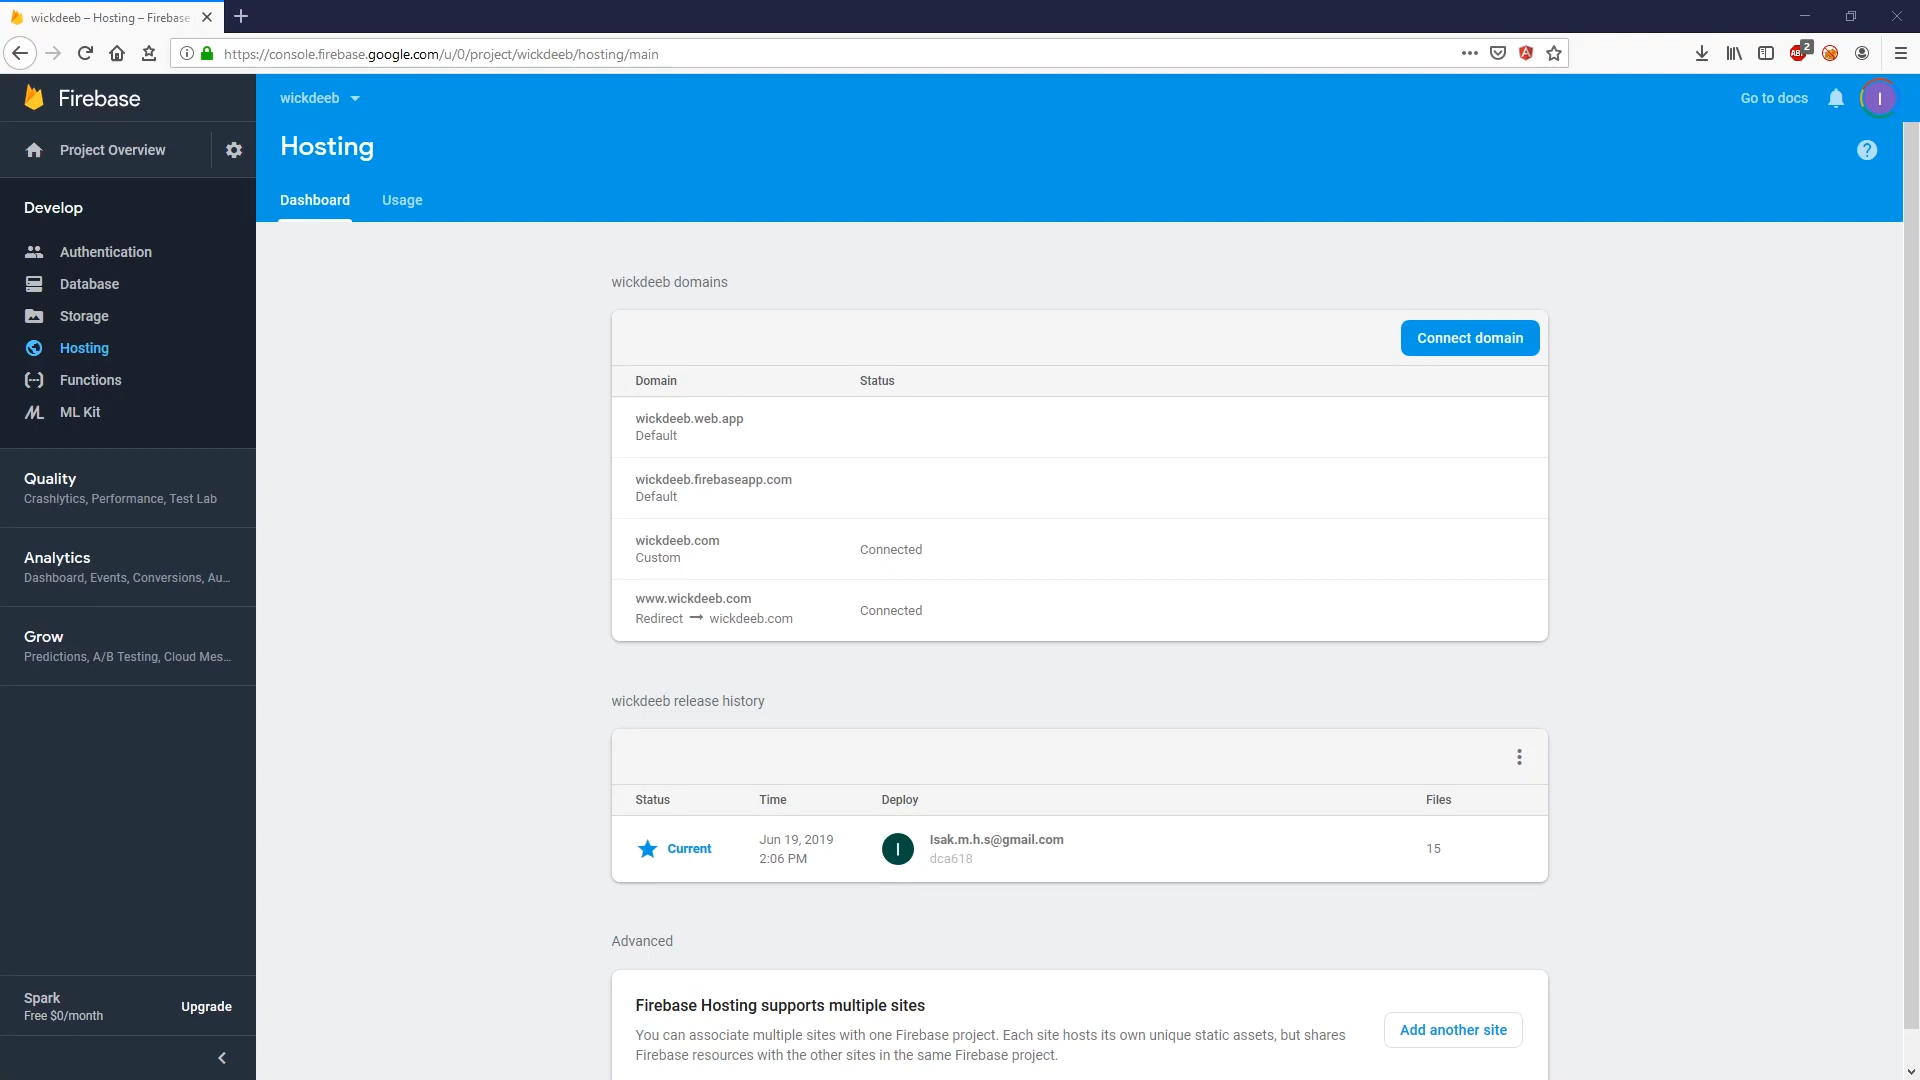 wickdeeb – Hosting – Firebase
https://console.firebase.google.com/u/0/project/wickdeeb/hosting/main
2
Firebase
wickdeeb
Go to docs
I
Project Overview
Hosting
Dashboard
Usage
Develop
Authentication
Database
Storage
Hosting
Functions
ML Kit
Quality
Crashlytics, Performance, Test Lab
Analytics
Dashboard, Events, Conversions, Au...
Grow
Predictions, A/B Testing, Cloud Mes...
Spark
Free $0/month
Upgrade
wickdeeb domains
Connect domain
Domain
Status
wickdeeb.web.app
Default
wickdeeb.firebaseapp.com
Default
wickdeeb.com
Custom
Connected
www.wickdeeb.com
Redirect → wickdeeb.com
Connected
wickdeeb release history
Status
Time
Deploy
Files
Current
Jun 19, 2019
2:06 PM
I
Isak.m.h.s@gmail.com
dca618
15
Advanced
Firebase Hosting supports multiple sites
You can associate multiple sites with one Firebase project. Each site hosts its own unique static assets, but shares
Firebase resources with the other sites in the same Firebase project.
Add another site